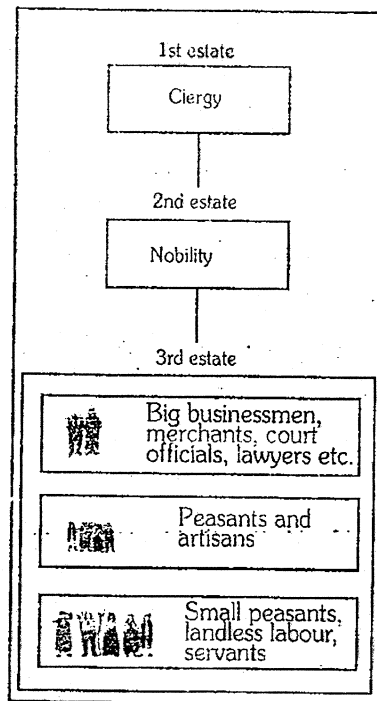 1st estate
Clergy
2nd estate
Nobility
3rd estate
Big businessmen,
merchants, court
officials, lawyers etc.
Peasants and
artisans
Small peasants,
landless labour,
servants